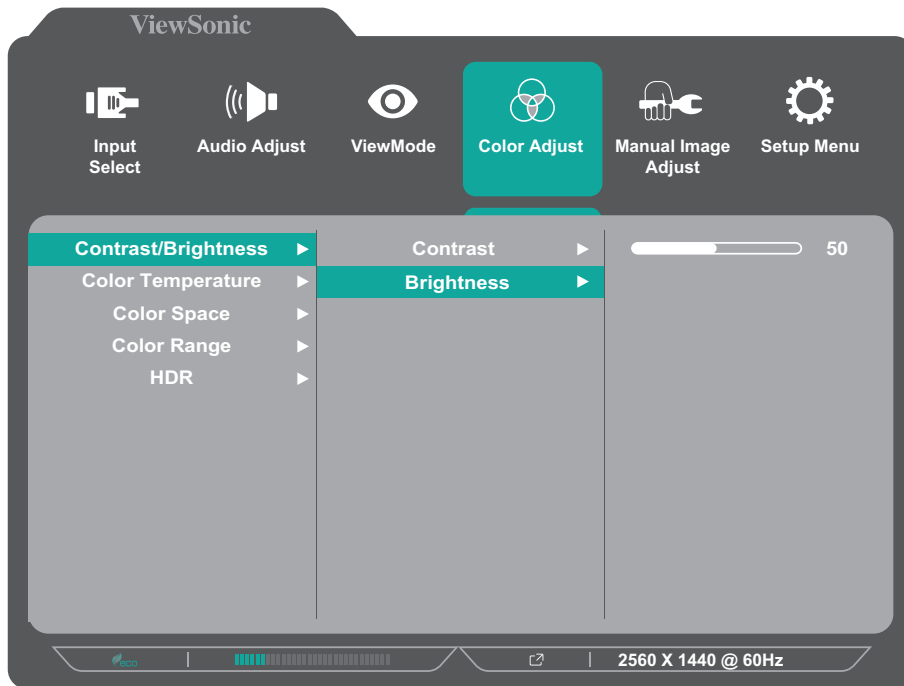 ViewSonic
Input
Select
Audio Adjust
ViewMode
Color Adjust
Manual Image
Adjust
Setup Menu
Contrast/Brightness
Contrast
50
Color Temperature
Brightness
Color Space
Color Range
HDR
eco
2560 X 1440 @ 60Hz